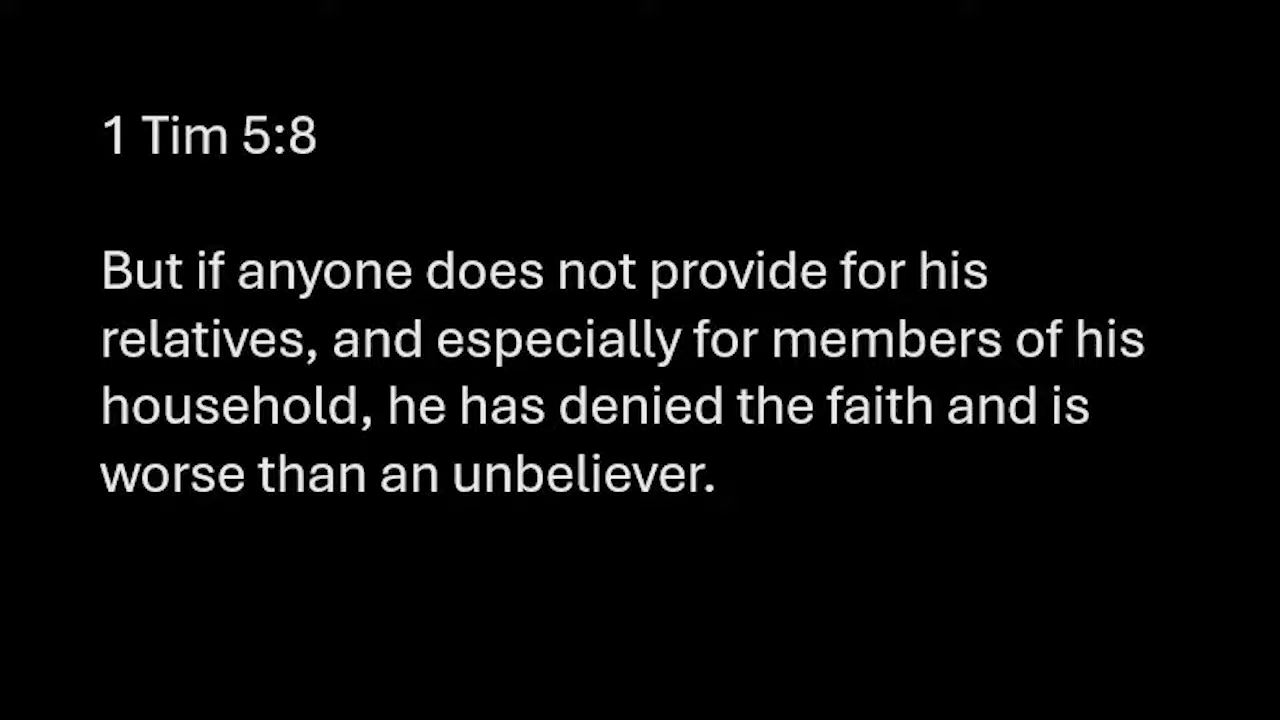 1 Tim 5:8
But if anyone does not provide for his
relatives, and especially for members of his
household, he has denied the faith and is
worse than an unbeliever.